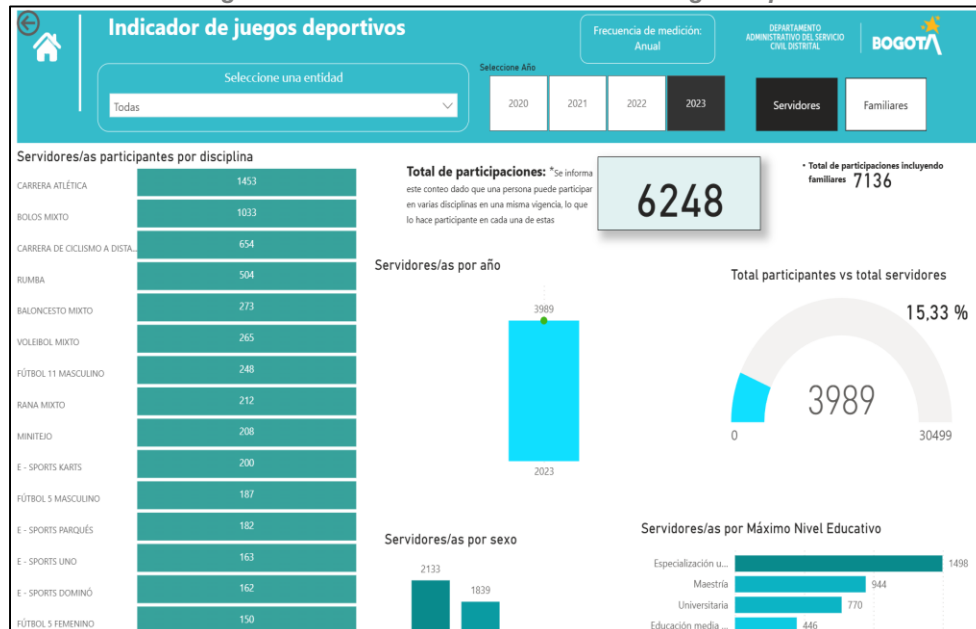 Indicador de juegos deportivos
Frecuencia de medición:
Anual
DEPARTAMENTO
ADMINISTRATIVO DEL SERVICIO
CIVIL DISTRITAL
BOGOTÁ
Seleccione una entidad
Todas
Seleccione Año
2020
2021
2022
2023
Servidores
Familiares
Servidores/as participantes por disciplina
CARRERA ATLÉTICA 1453
BOLOS MIXTO 1033
CARRERA DE CICLISMO A DISTA... 654
RUMBA 504
BALONCESTO MIXTO 273
VOLEIBOL MIXTO 265
FÚTBOL 11 MASCULINO 248
RANA MIXTO 212
MINITEJO 208
E - SPORTS KARTS 200
FÚTBOL 5 MASCULINO 187
E - SPORTS PARQUÉS 182
E - SPORTS UNO 163
E - SPORTS DOMINÓ 162
FÚTBOL 5 FEMENINO 150
Total de participaciones: *Se informa
este conteo dado que una persona puede participar
en varias disciplinas en una misma vigencia, lo que
lo hace participante en cada una de estas
6248
• Total de participaciones incluyendo
familiares 7136
Servidores/as por año
3989
2023
Total participantes vs total servidores
15,33 %
3989
0
30499
Servidores/as por sexo
2133
1839
Servidores/as por Máximo Nivel Educativo
Especialización u... 1498
Maestría 944
Universitaria 770
Educación media ... 446